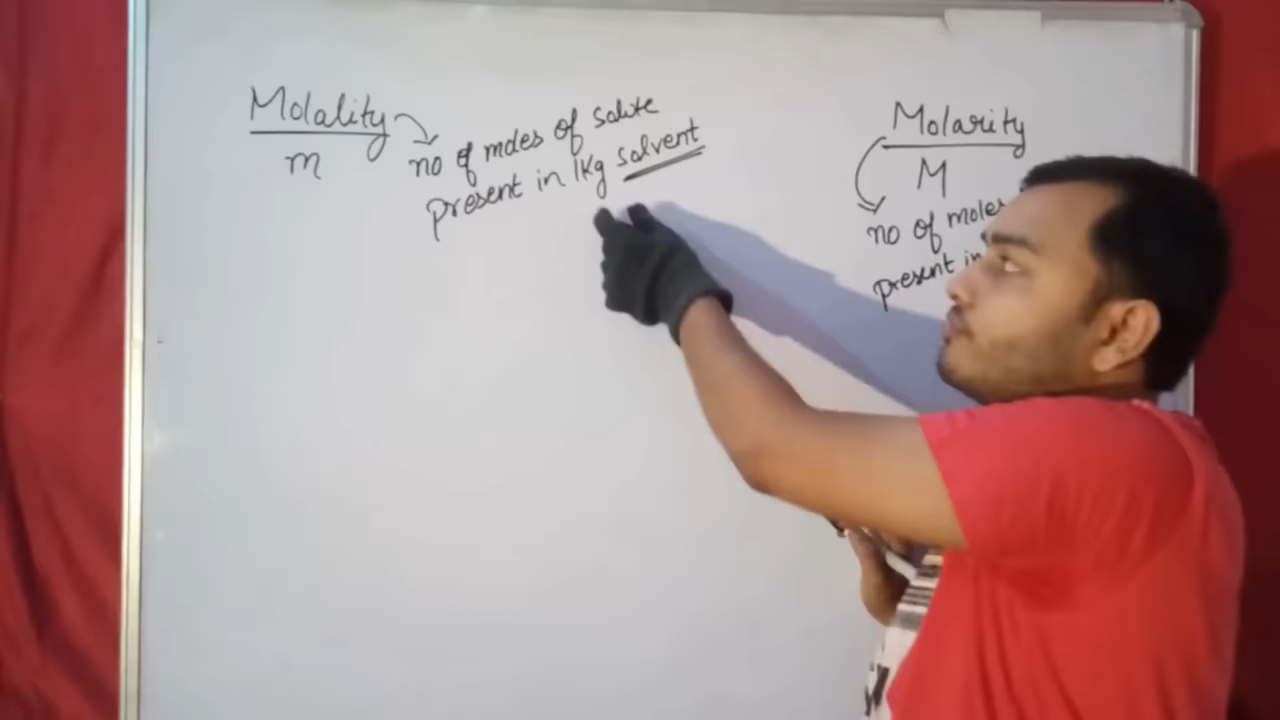 Molality
m
no of moles of solute
present in 1kg solvent
Molarity
M
no of moles
present in